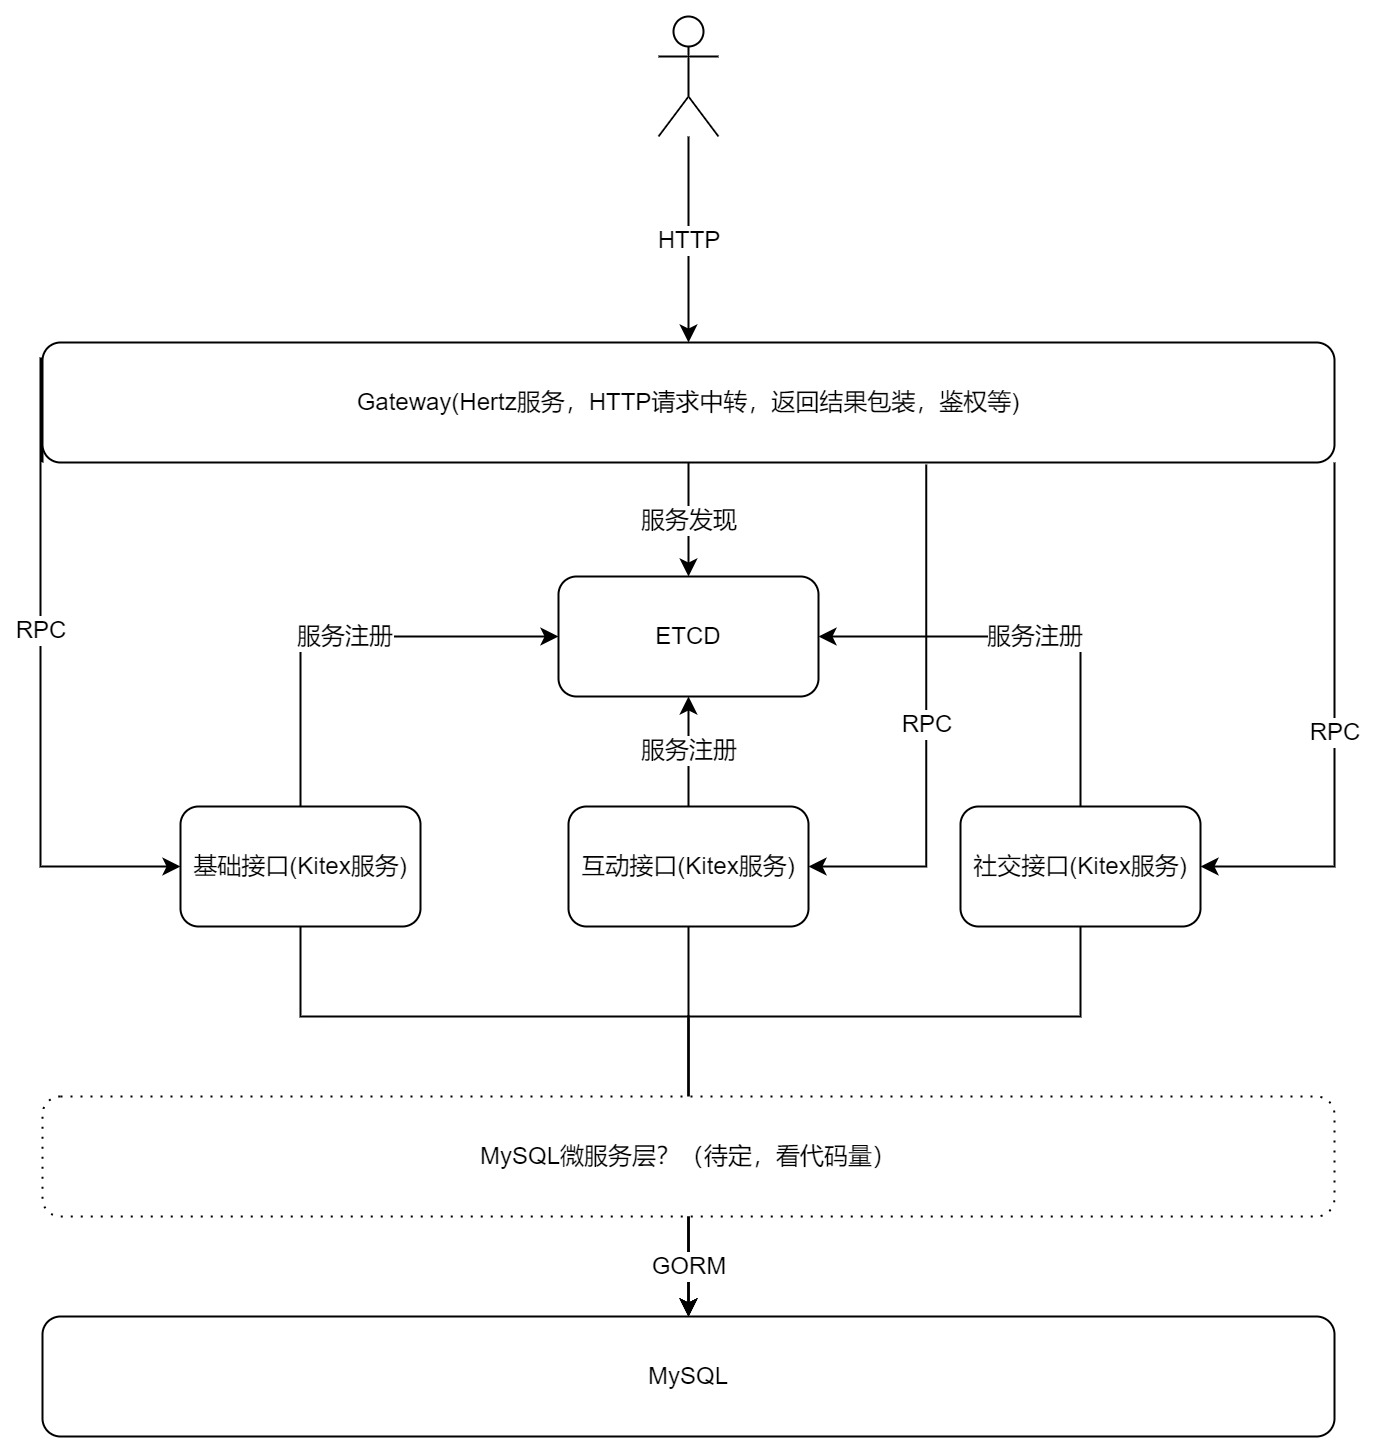 HTTP
Gateway(Hertz服务，HTTP请求中转，返回结果包装，鉴权等)
服务发现
RPC
服务注册
ETCD
服务注册
RPC
RPC
服务注册
基础接口(Kitex服务)
互动接口(Kitex服务)
社交接口(Kitex服务)
MySQL微服务层？（待定，看代码量）
GORM
MySQL